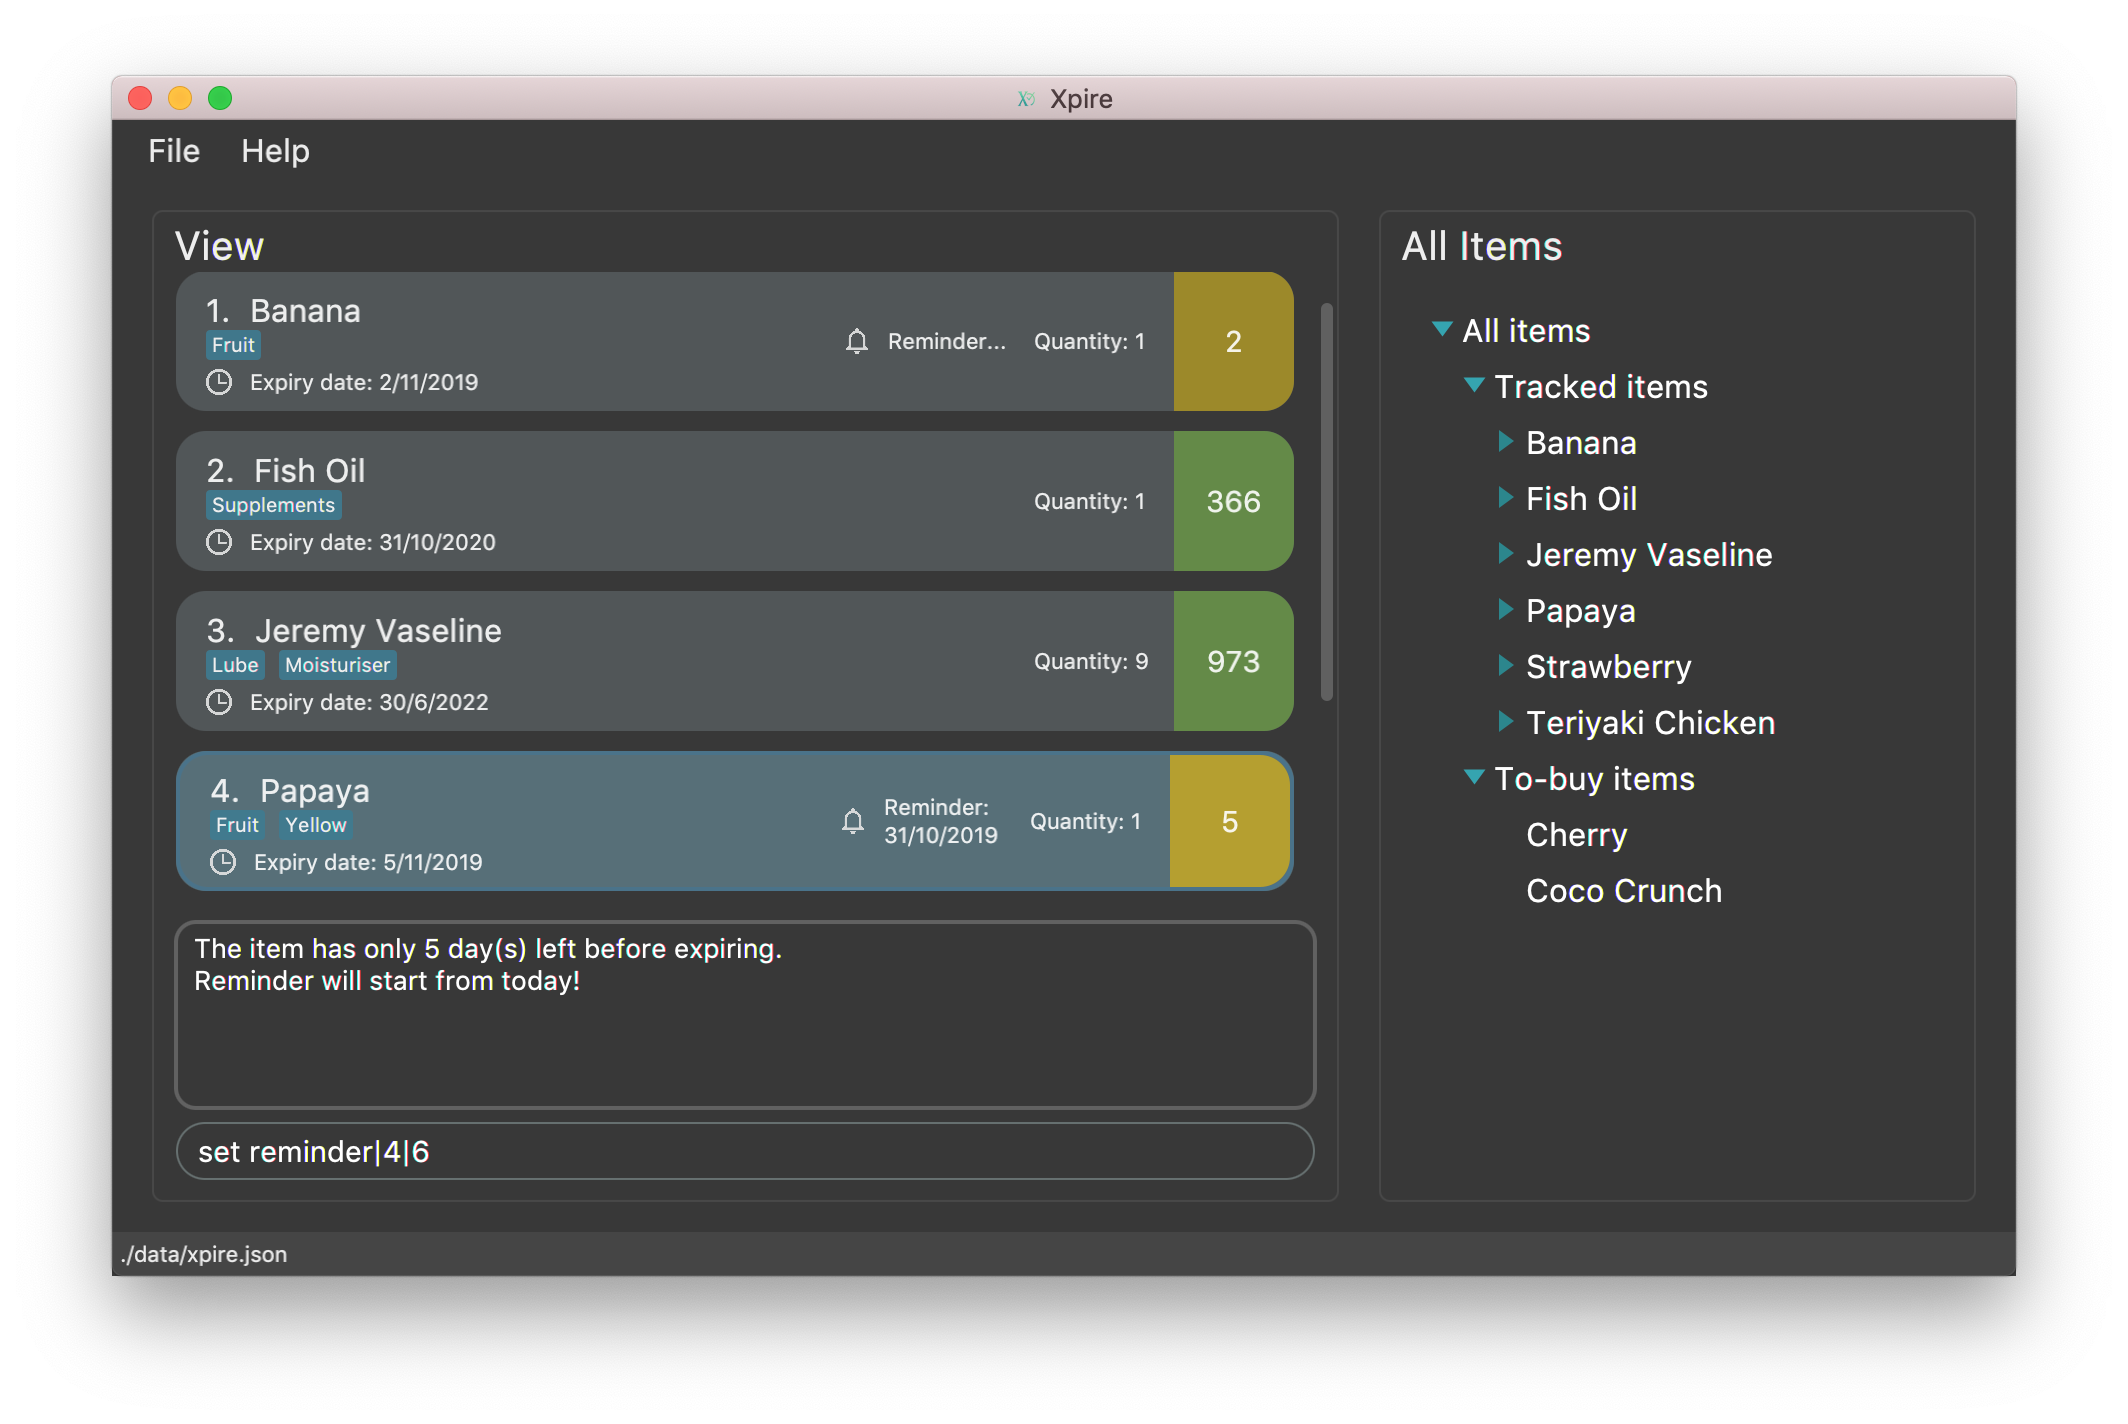 Xpire
File Help
View
1. Banana
Fruit
Expiry date: 2/11/2019
Reminder...
Quantity: 1
2
2. Fish Oil
Supplements
Expiry date: 31/10/2020
Quantity: 1
366
3. Jeremy Vaseline
Lube Moisturiser
Expiry date: 30/6/2022
Quantity: 9
973
4. Papaya
Fruit Yellow
Expiry date: 5/11/2019
Reminder:
31/10/2019
Quantity: 1
5
The item has only 5 day(s) left before expiring.
Reminder will start from today!
set reminder|4|6
All Items
All items
Tracked items
Banana
Fish Oil
Jeremy Vaseline
Papaya
Strawberry
Teriyaki Chicken
To-buy items
Cherry
Coco Crunch
./data/xpire.json